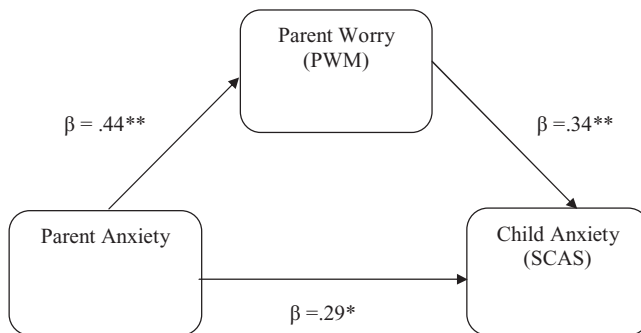 Parent Worry
(PWM)
β = .44**
β =.34**
Parent Anxiety
Child Anxiety
(SCAS)
β =.29*